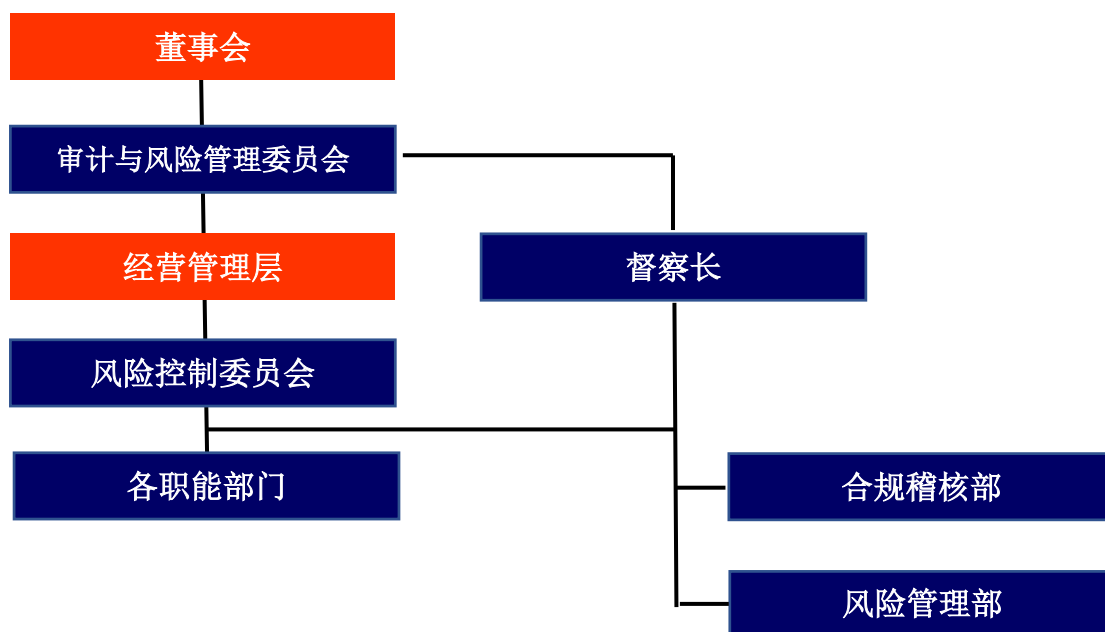 董事会
审计与风险管理委员会
经营管理层
督察长
风险控制委员会
各职能部门
合规稽核部
风险管理部